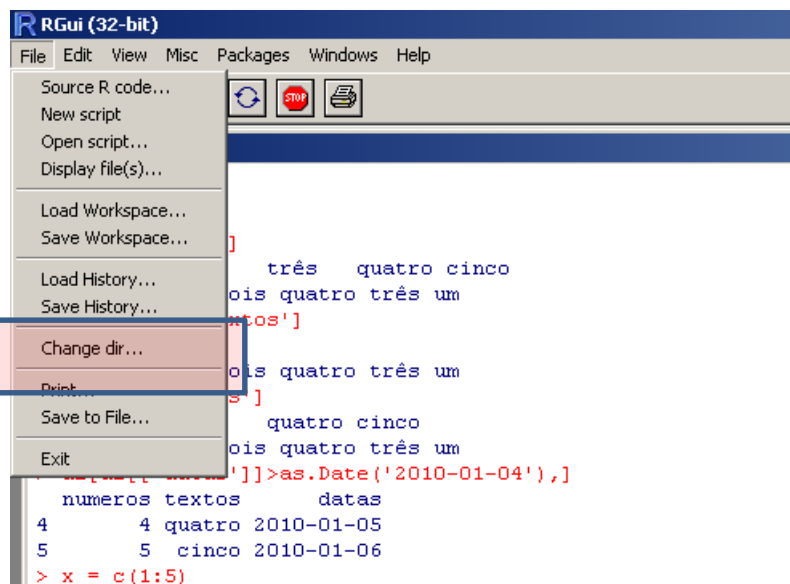 RGui (32-bit)
File Edit View Misc Packages Windows Help
Source R code...
STOP
New script
Open script...
Display file(s)...
Load Workspace...
Save Workspace...
]
três quatro cinco
Load History...
ois quatro três um
Save History...
tos']
Change dir...
ois quatro três um
Print...
s']
Save to File...
quatro cinco
ois quatro três um
Exit
']]>as.Date('2010-01-04'),]
numeros textos datas
4 4 quatro 2010-01-05
5 5 cinco 2010-01-06
> x = c(1:5)